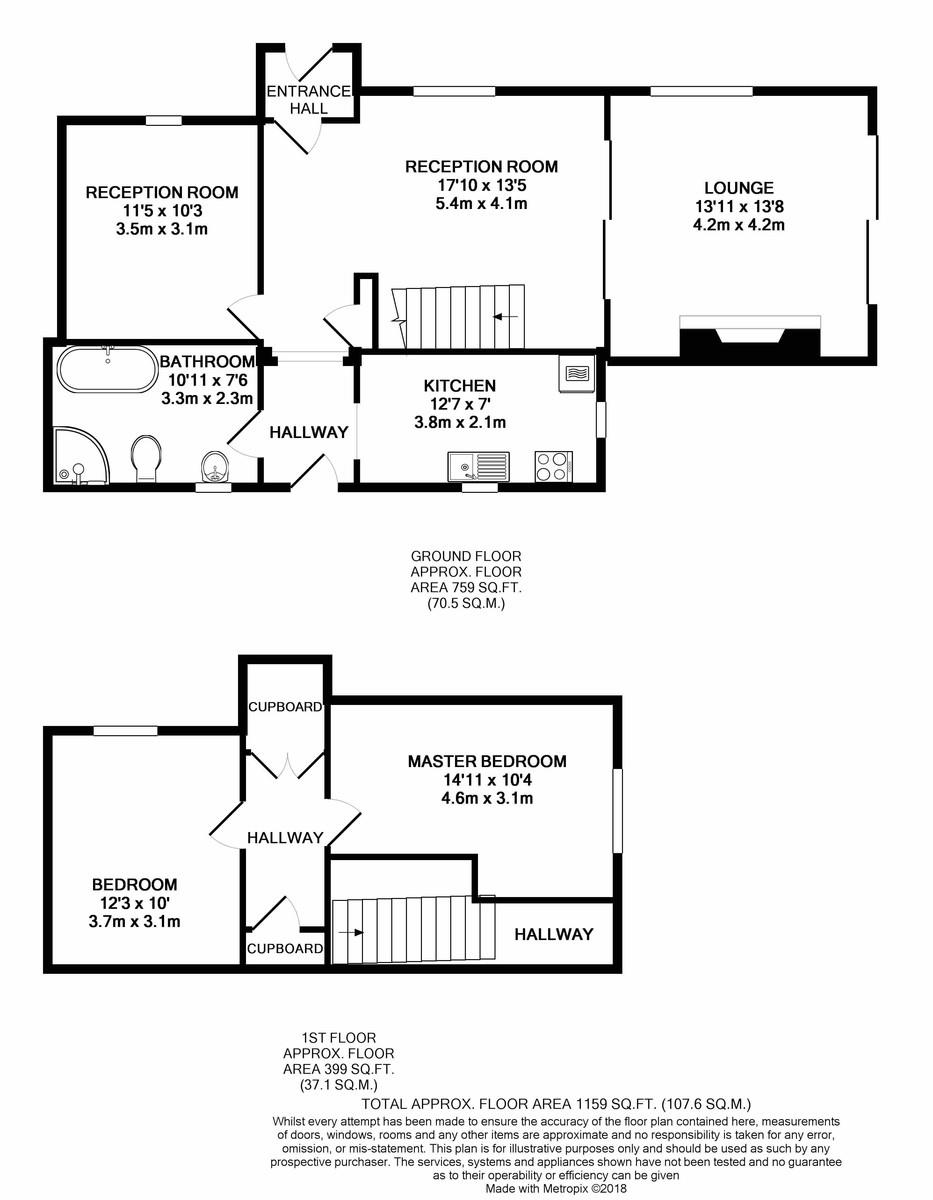 ENTRANCE
HALL
RECEPTION ROOM
17'10 x 13'5
5.4m x 4.1m
LOUNGE
13'11 x 13'8
4.2m x 4.2m
RECEPTION ROOM
11'5 x 10'3
3.5m x 3.1m
BATHROOM
10'11 x 7'6
3.3m x 2.3m
HALLWAY
KITCHEN
12'7 x 7'
3.8m x 2.1m
GROUND FLOOR
APPROX. FLOOR
AREA 759 SQ.FT.
(70.5 SQ.M.)
CUPBOARD
MASTER BEDROOM
14'11 x 10'4
4.6m x 3.1m
HALLWAY
BEDROOM
12'3 x 10'
3.7m x 3.1m
CUPBOARD
HALLWAY
1ST FLOOR
APPROX. FLOOR
AREA 399 SQ.FT.
(37.1 SQ.M.)
TOTAL APPROX. FLOOR AREA 1159 SQ.FT. (107.6 SQ.M.)
Whilst every attempt has been made to ensure the accuracy of the floor plan contained here, measurements
of doors, windows, rooms and any other items are approximate and no responsibility is taken for any error,
omission, or mis-statement. This plan is for illustrative purposes only and should be used as such by any
prospective purchaser. The services, systems and appliances shown have not been tested and no guarantee
as to their operability or efficiency can be given
Made with Metropix ©2018